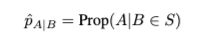 p̂_{A|B} = Prop(A|B ∈ S)